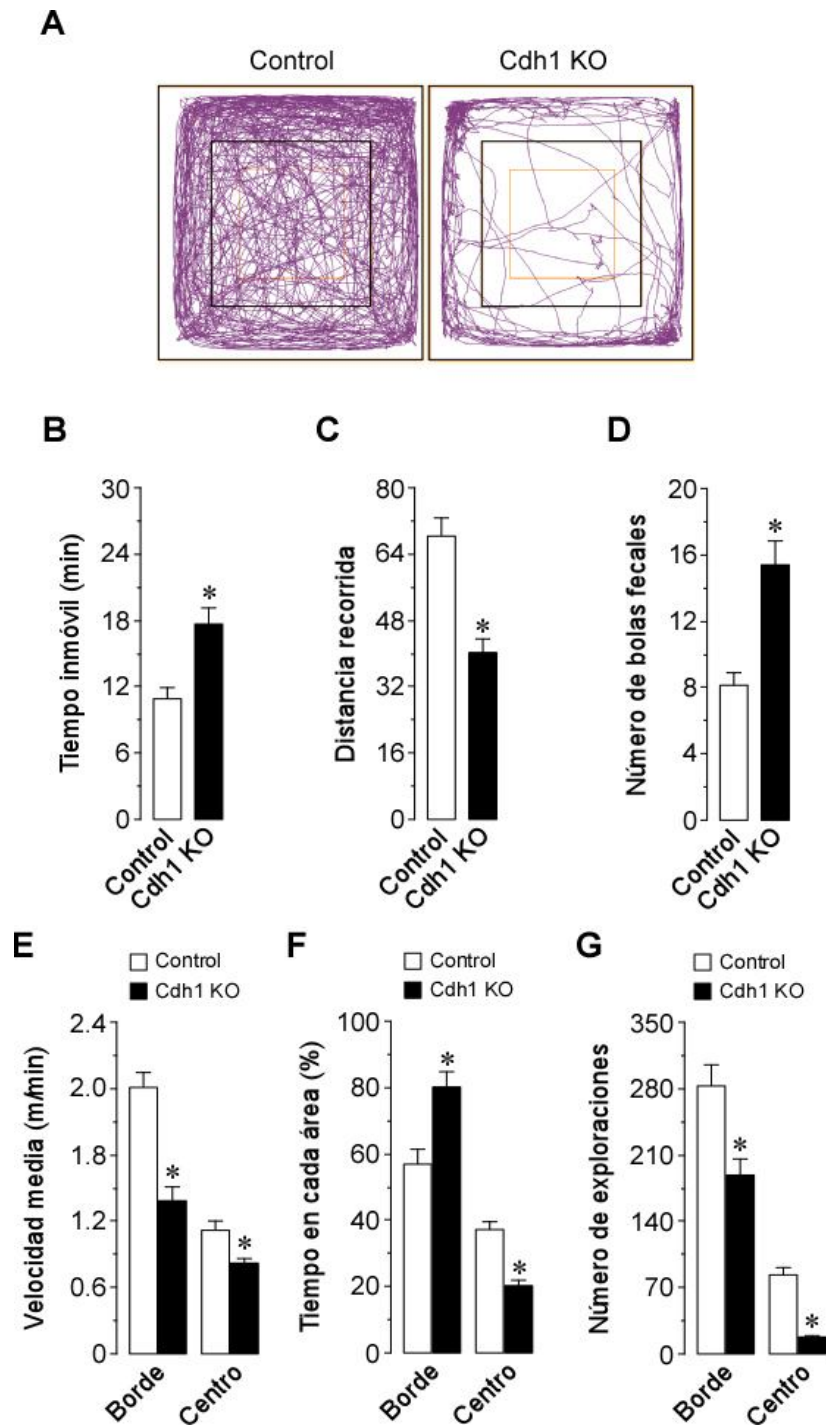 A
Control
Cdh1 KO
B
C
D
Tiempo inmóvil (min)
30
24
18
12
6
0
*
Control
Cdh1 KO
Distancia recorrida
80
64
48
32
16
0
*
Control
Cdh1 KO
Número de bolas fecales
20
16
12
8
4
0
*
Control
Cdh1 KO
E
Control
Cdh1 KO
Velocidad media (m/min)
2.4
2.0
1.8
1.2
0.6
0
*
*
Borde
Centro
F
Control
Cdh1 KO
Tiempo en cada área (%)
100
80
60
40
20
0
*
*
Borde
Centro
G
Control
Cdh1 KO
Número de exploraciones
350
280
210
140
70
0
*
*
Borde
Centro